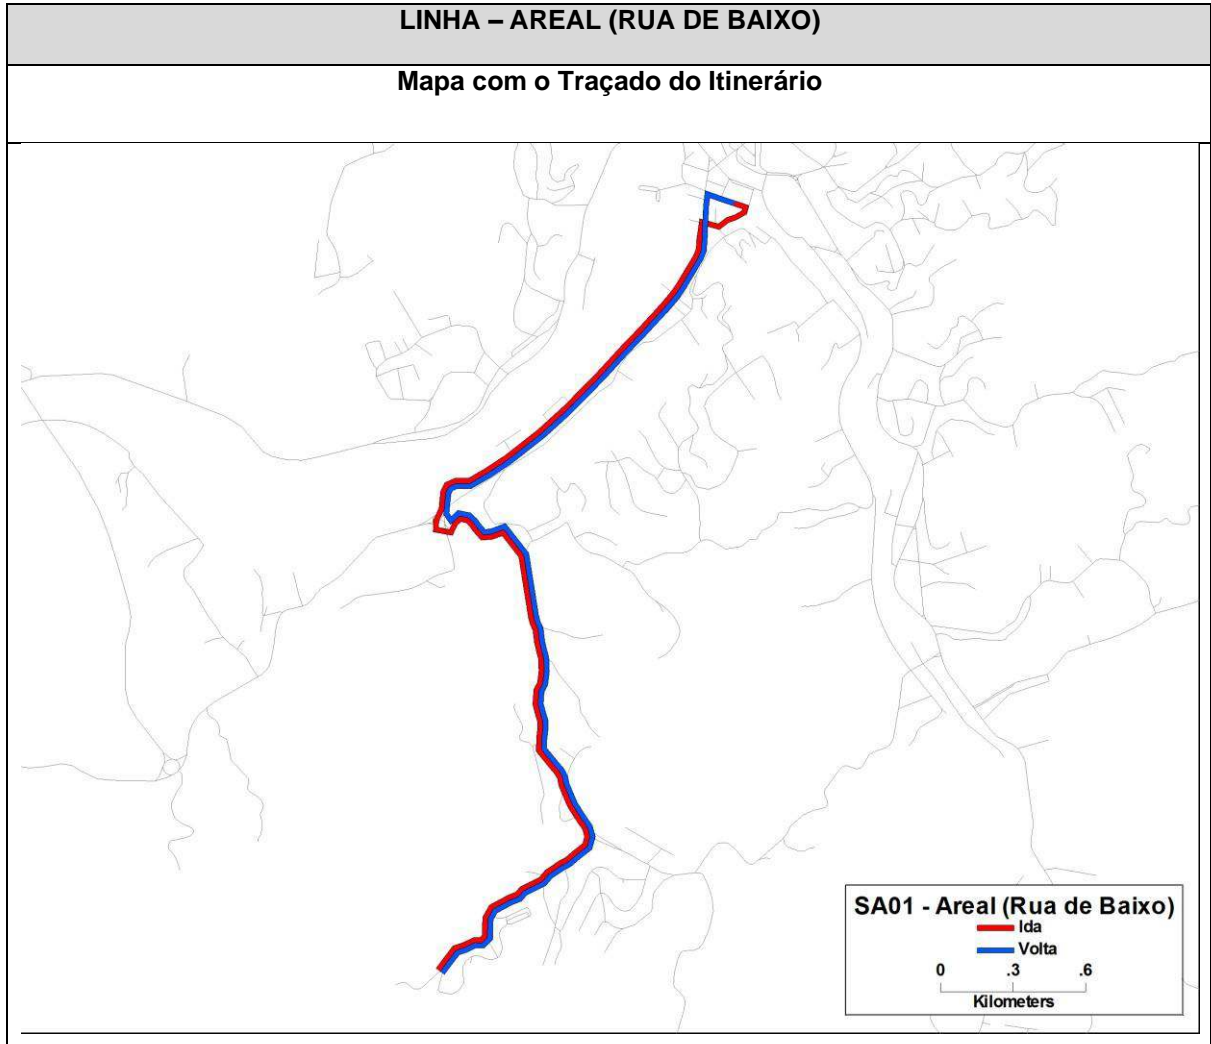 LINHA – AREAL (RUA DE BAIXO)
Mapa com o Traçado do Itinerário
SA01 - Areal (Rua de Baixo)
Ida
Volta
0 .3 .6
Kilometers